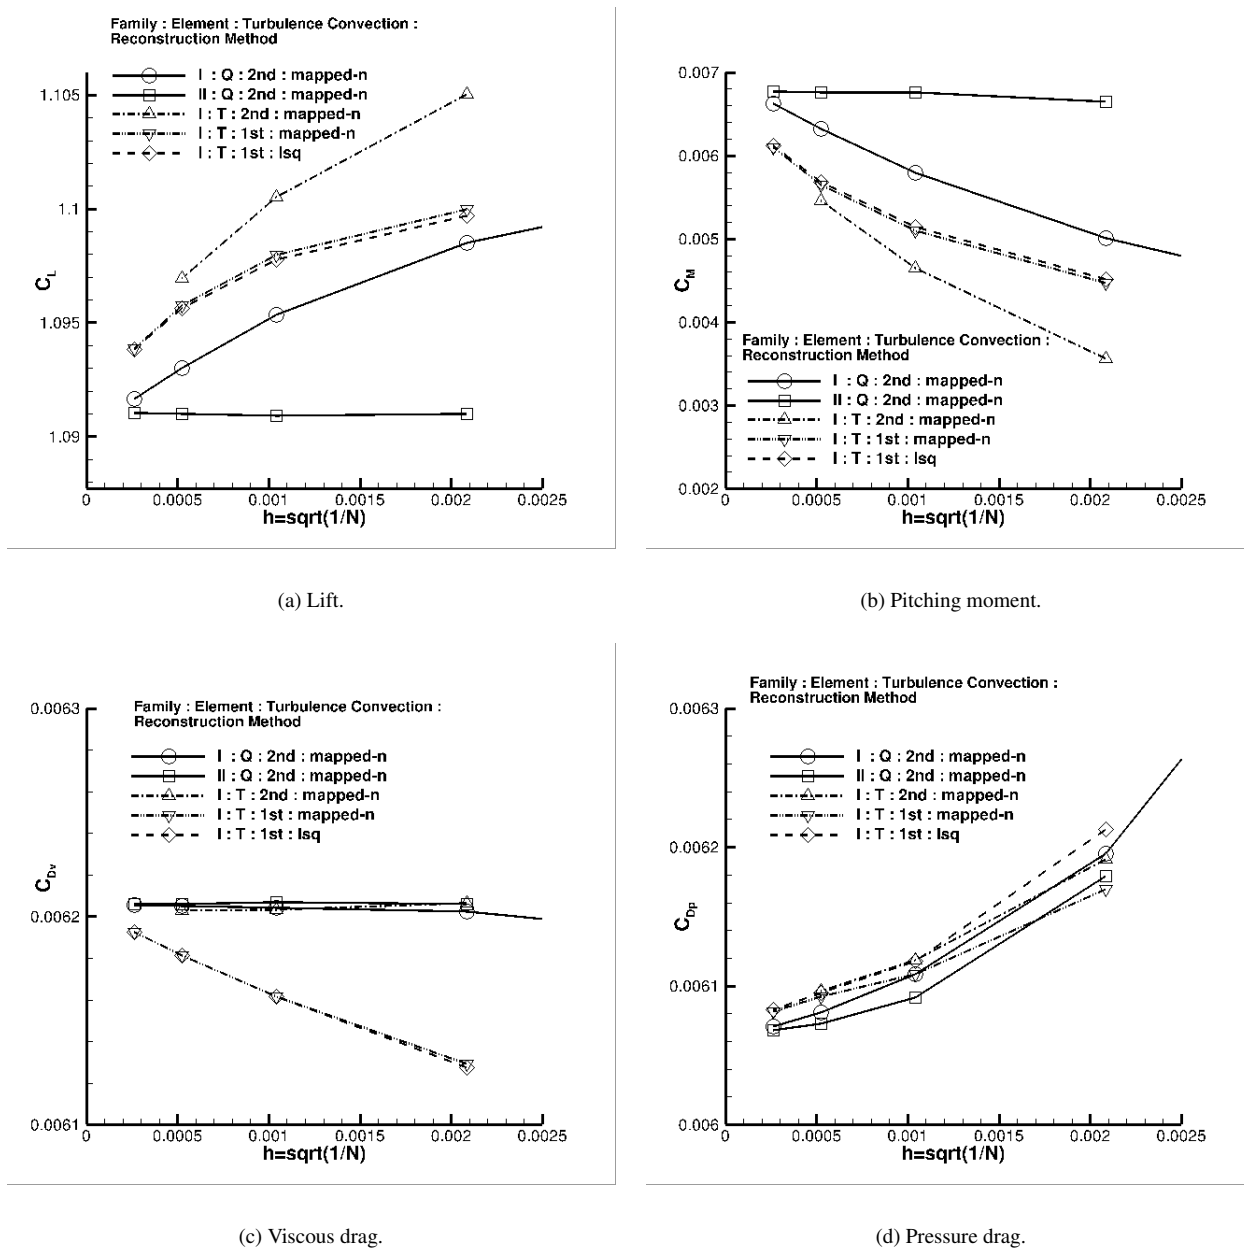 Family : Element : Turbulence Convection :
Reconstruction Method
I : Q : 2nd : mapped-n
II : Q : 2nd : mapped-n
I : T : 2nd : mapped-n
I : T : 1st : mapped-n
I : T : 1st : lsq
1.105
1.1
1.095
1.09
C_L
0 0.0005 0.001 0.0015 0.002 0.0025
h=sqrt(1/N)
(a) Lift.
0.007
0.006
0.005
0.004
0.003
0.002
C_M
Family : Element : Turbulence Convection :
Reconstruction Method
I : Q : 2nd : mapped-n
II : Q : 2nd : mapped-n
I : T : 2nd : mapped-n
I : T : 1st : mapped-n
I : T : 1st : lsq
0 0.0005 0.001 0.0015 0.002 0.0025
h=sqrt(1/N)
(b) Pitching moment.
Family : Element : Turbulence Convection :
Reconstruction Method
I : Q : 2nd : mapped-n
II : Q : 2nd : mapped-n
I : T : 2nd : mapped-n
I : T : 1st : mapped-n
I : T : 1st : lsq
0.0063
0.0062
0.0061
C_Dv
0 0.0005 0.001 0.0015 0.002 0.0025
h=sqrt(1/N)
(c) Viscous drag.
Family : Element : Turbulence Convection :
Reconstruction Method
I : Q : 2nd : mapped-n
II : Q : 2nd : mapped-n
I : T : 2nd : mapped-n
I : T : 1st : mapped-n
I : T : 1st : lsq
0.0063
0.0062
0.0061
0.006
C_Dp
0 0.0005 0.001 0.0015 0.002 0.0025
h=sqrt(1/N)
(d) Pressure drag.